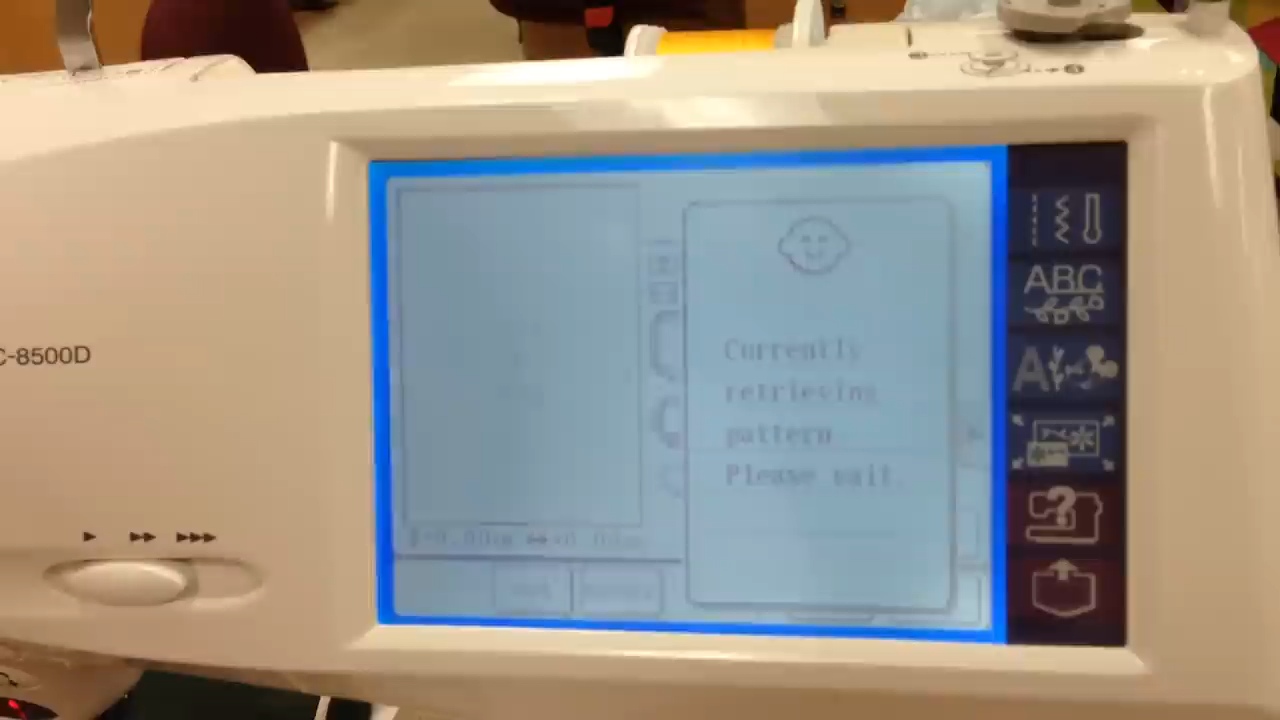 C-8500D
Currently
retrieving
pattern
Please wait.
ABC
A
?